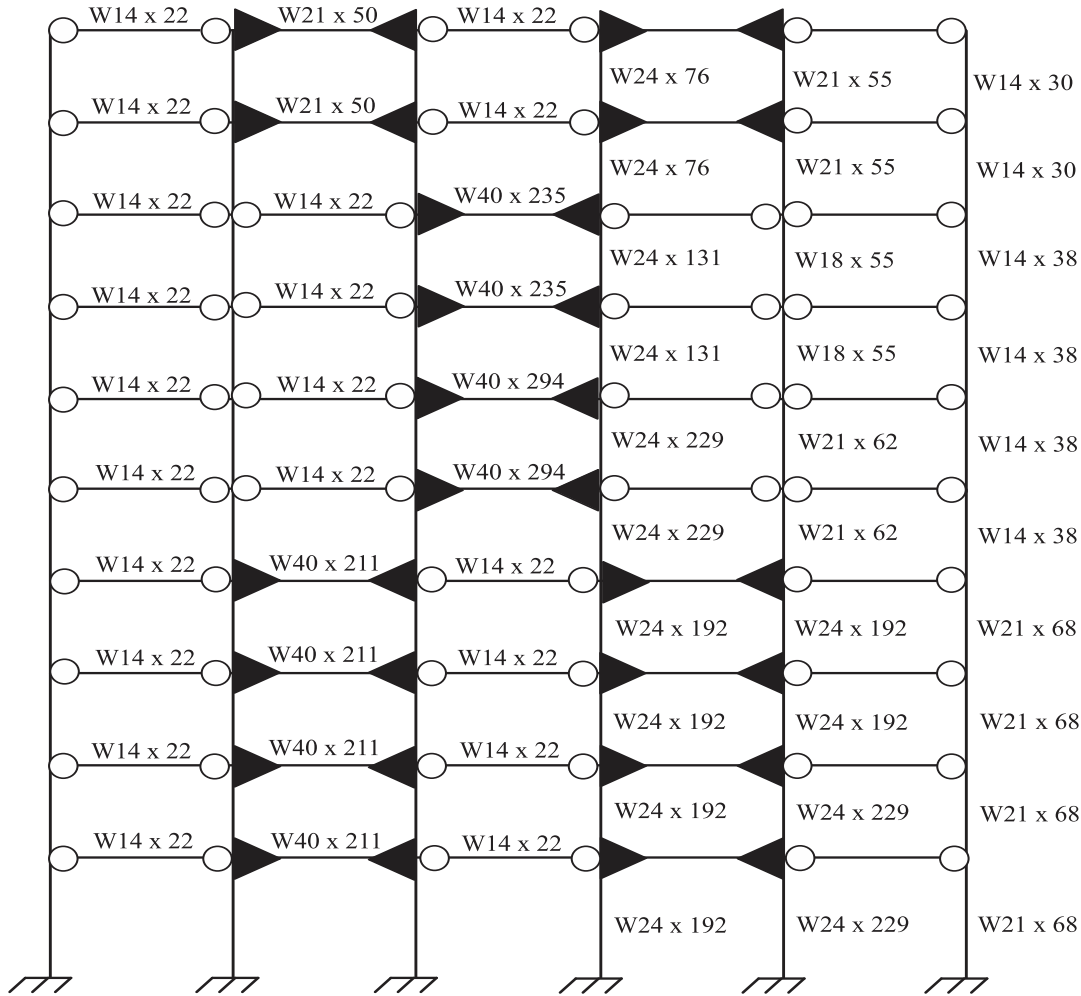 W14 x 22 W21 x 50 W14 x 22
W24 x 76 W21 x 55 W14 x 30
W14 x 22 W21 x 50 W14 x 22
W24 x 76 W21 x 55 W14 x 30
W14 x 22 W14 x 22 W40 x 235
W24 x 131 W18 x 55 W14 x 38
W14 x 22 W14 x 22 W40 x 235
W24 x 131 W18 x 55 W14 x 38
W14 x 22 W14 x 22 W40 x 294
W24 x 229 W21 x 62 W14 x 38
W14 x 22 W14 x 22 W40 x 294
W24 x 229 W21 x 62 W14 x 38
W14 x 22 W40 x 211 W14 x 22
W24 x 192 W24 x 192 W21 x 68
W14 x 22 W40 x 211 W14 x 22
W24 x 192 W24 x 192 W21 x 68
W14 x 22 W40 x 211 W14 x 22
W24 x 192 W24 x 229 W21 x 68
W14 x 22 W40 x 211 W14 x 22
W24 x 192 W24 x 229 W21 x 68